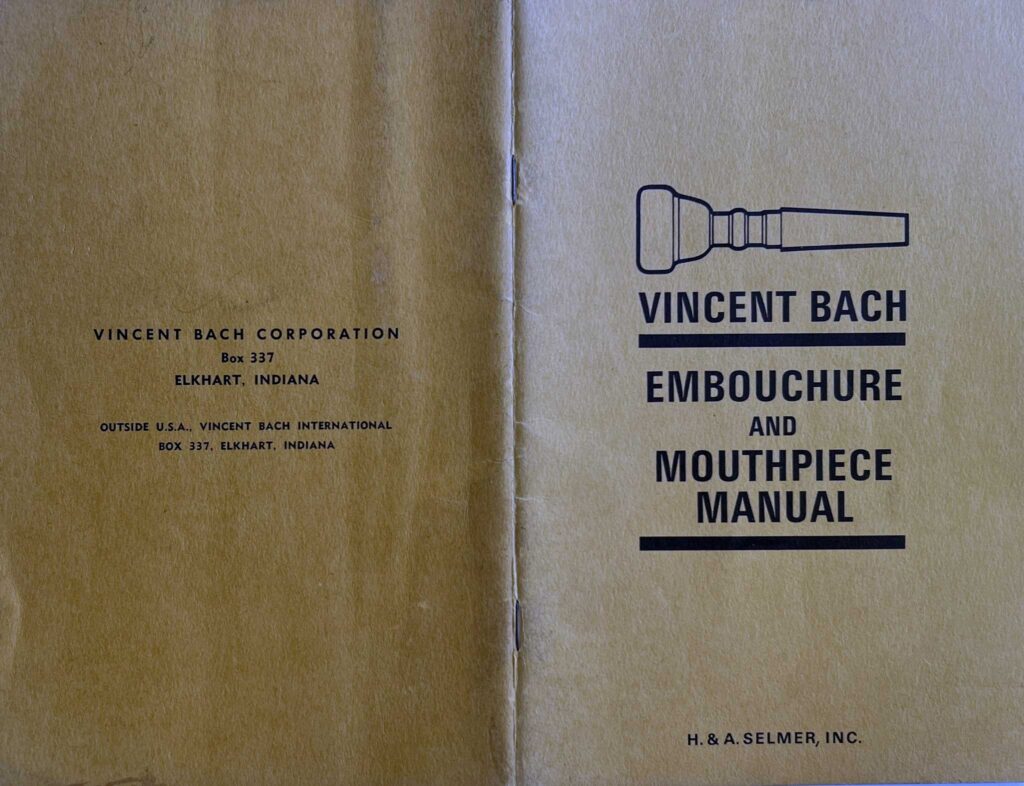 VINCENT BACH CORPORATION
Box 337
ELKHART, INDIANA
OUTSIDE U.S.A., VINCENT BACH INTERNATIONAL
BOX 337, ELKHART, INDIANA
VINCENT BACH
EMBOUCHURE
AND
MOUTHPIECE
MANUAL
H. & A. SELMER, INC.